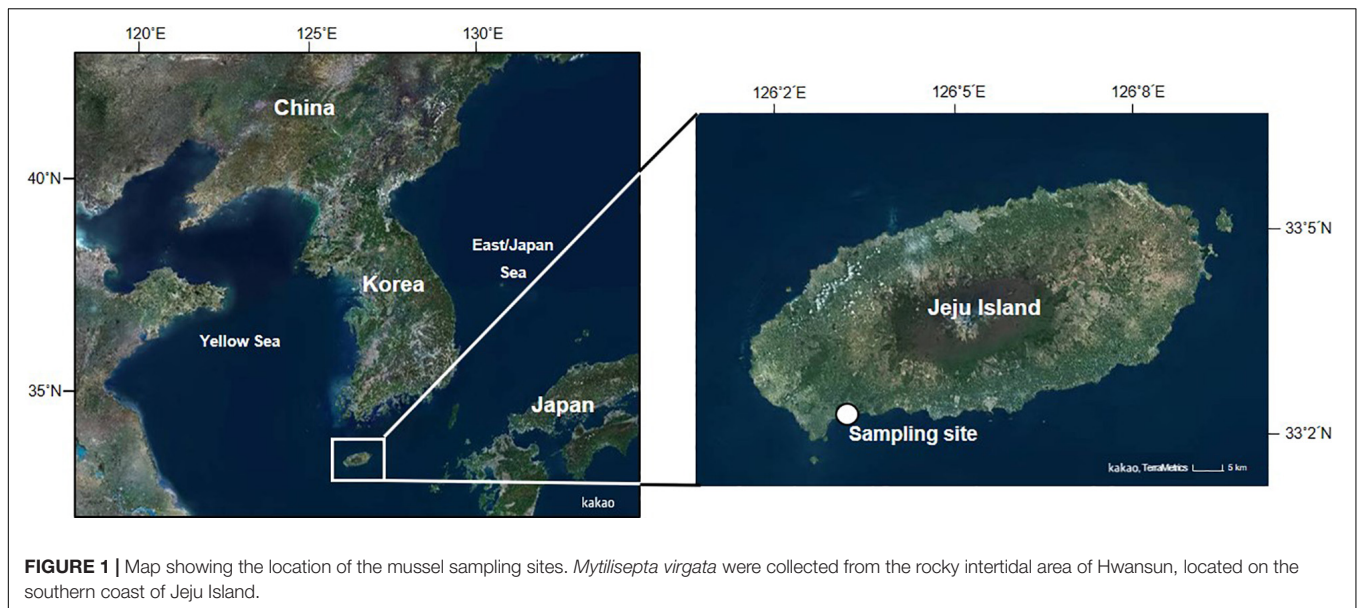 120˚E 125˚E 130˚E
China
40˚N
East/Japan
Sea
Korea
Yellow Sea
35˚N
Japan
kakao
126˚2´E 126˚5´E 126˚8´E
33˚5´N
Jeju Island
Sampling site
33˚2´N
kakao, TerraMetrics 5 km
FIGURE 1 | Map showing the location of the mussel sampling sites. Mytilisepta virgata were collected from the rocky intertidal area of Hwansun, located on the
southern coast of Jeju Island.